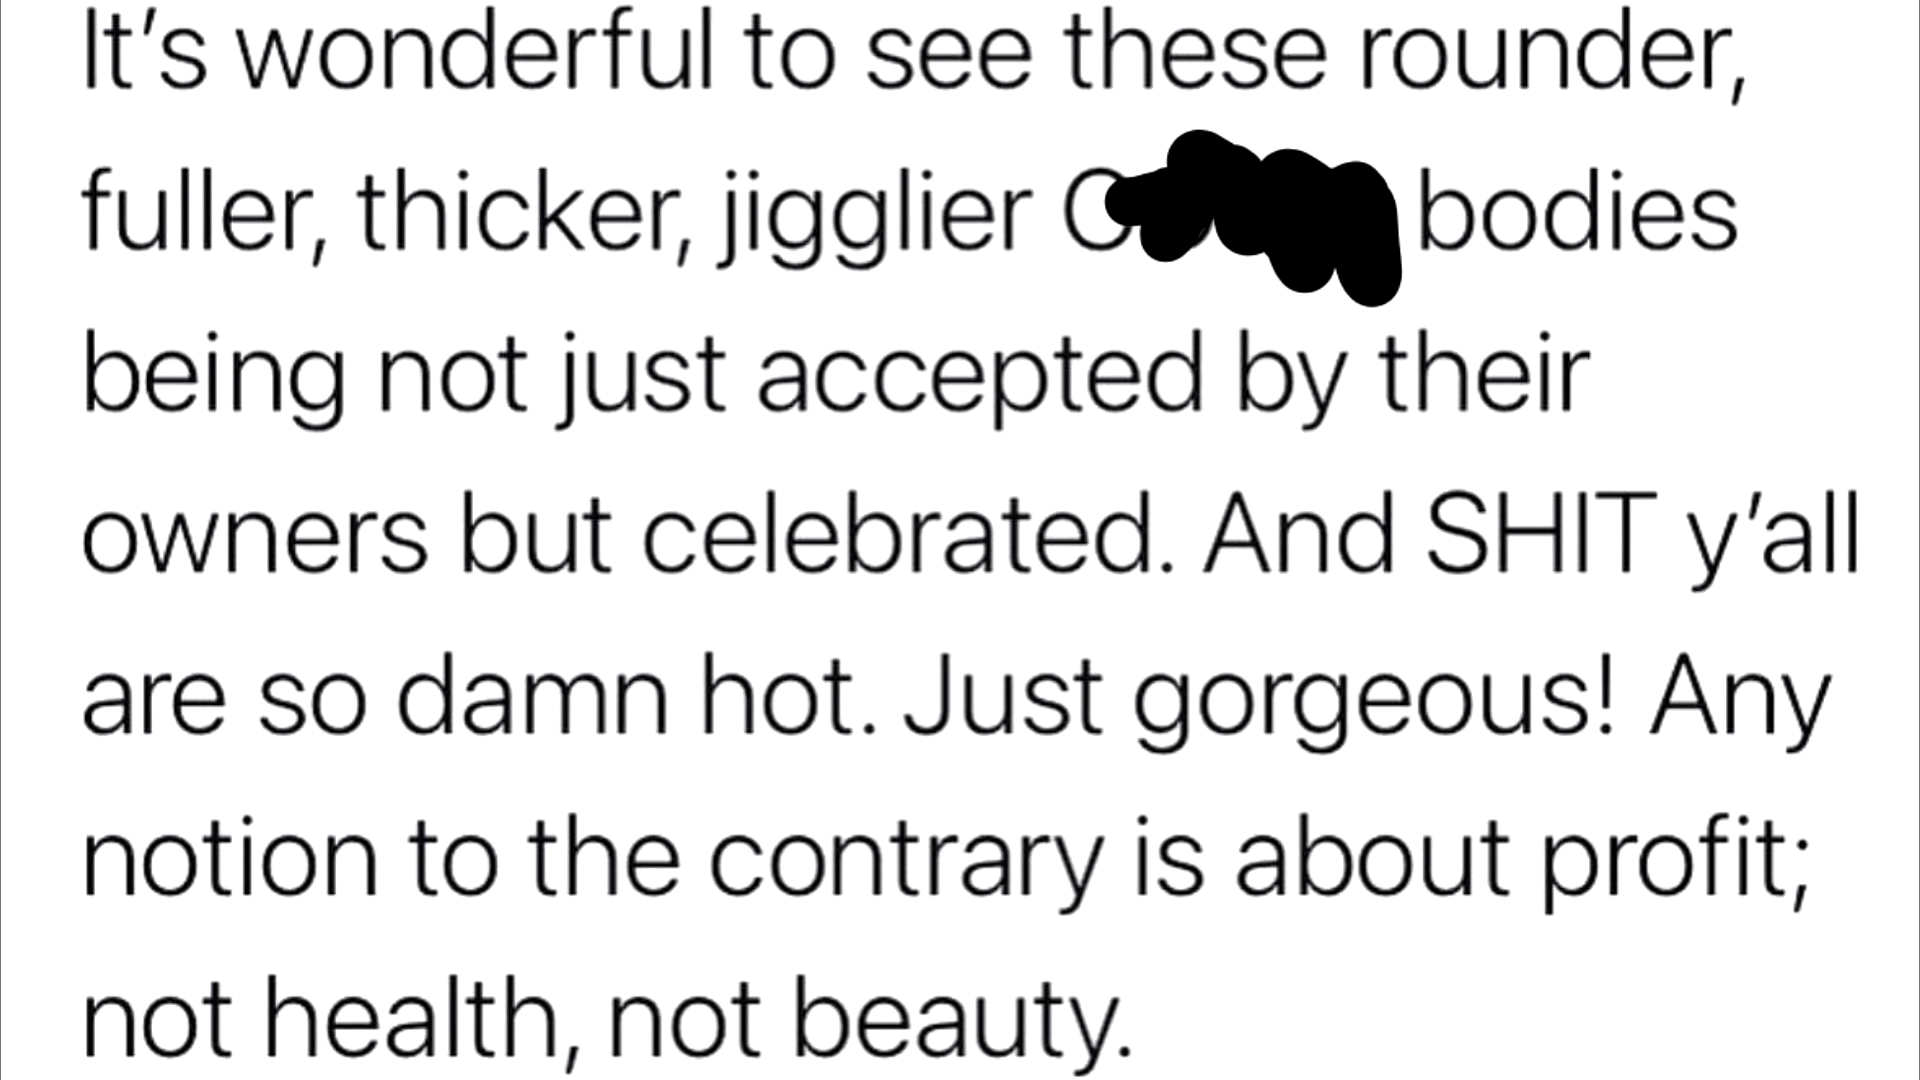 It’s wonderful to see these rounder,
fuller, thicker, jigglier bodies
being not just accepted by their
owners but celebrated. And SHIT y’all
are so damn hot. Just gorgeous! Any
notion to the contrary is about profit;
not health, not beauty.